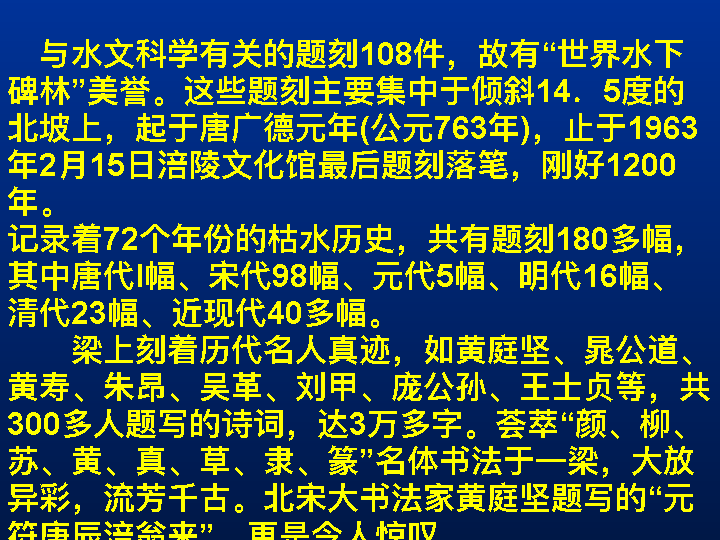 与水文科学有关的题刻108件，故有“世界水下
碑林”美誉。这些题刻主要集中于倾斜14．5度的
北坡上，起于唐广德元年(公元763年)，止于1963
年2月15日涪陵文化馆最后题刻落笔，刚好1200
年。
记录着72个年份的枯水历史，共有题刻180多幅，
其中唐代l幅、宋代98幅、元代5幅、明代16幅、
清代23幅、近现代40多幅。
梁上刻着历代名人真迹，如黄庭坚、晁公道、
黄寿、朱昂、吴革、刘甲、庞公孙、王士贞等，共
300多人题写的诗词，达3万多字。荟萃“颜、柳、
苏、黄、真、草、隶、篆”名体书法于一梁，大放
异彩，流芳千古。北宋大书法家黄庭坚题写的“元
符庚辰涪翁来”，更是令人惊叹